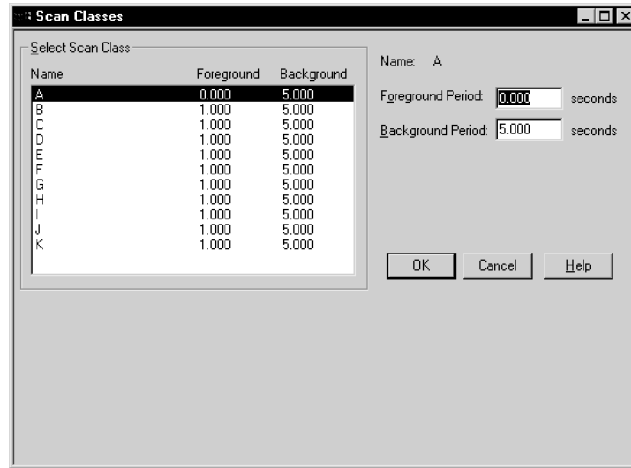 Scan Classes
Select Scan Class
Name Foreground Background
A 0.000 5.000
B 1.000 5.000
C 1.000 5.000
D 1.000 5.000
E 1.000 5.000
F 1.000 5.000
G 1.000 5.000
H 1.000 5.000
I 1.000 5.000
J 1.000 5.000
K 1.000 5.000
Name: A
Foreground Period: 0.000 seconds
Background Period: 5.000 seconds
OK Cancel Help